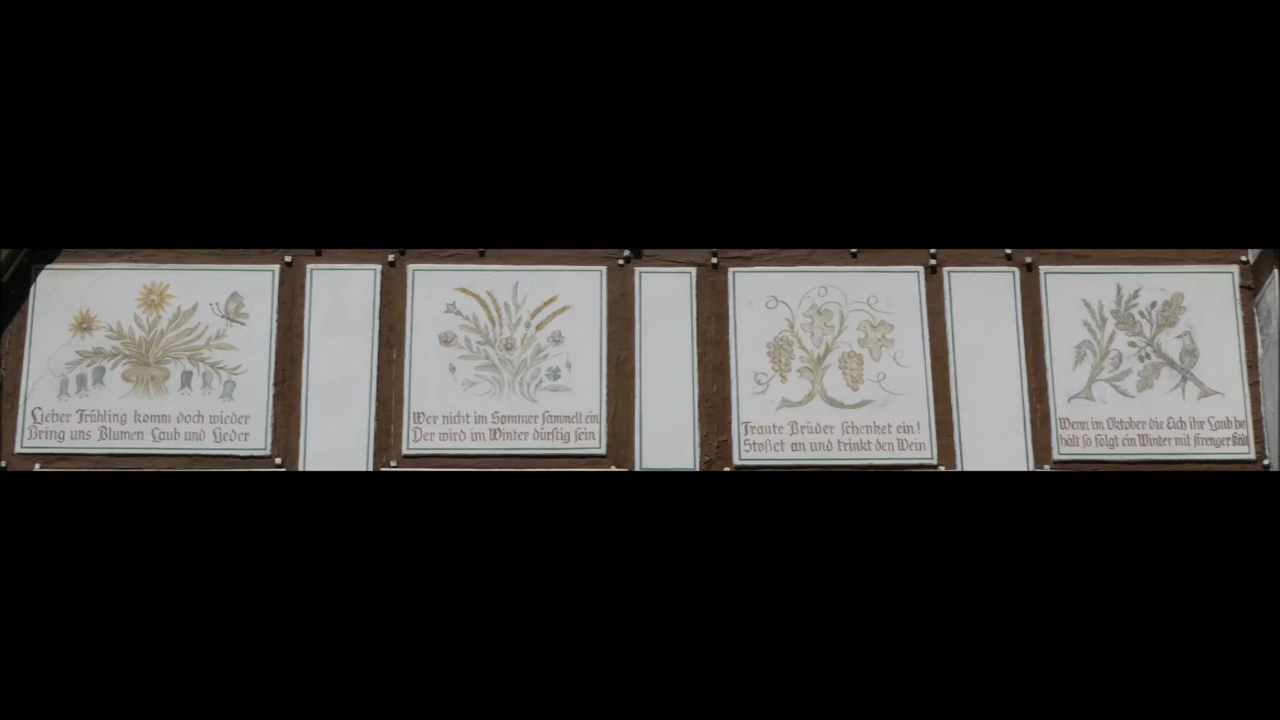 Lieber Frühling komm doch wieder
Bring uns Blumen Laub und Lieder
Wer nicht im Sommer sammelt ein
Der wird im Winter dürftig sein
Traute Brüder schenket ein!
Stoßet an und trinkt den Wein
Wenn im Oktober die Eich ihr Laub be
hält so folgt ein Winter mit strenger Kält